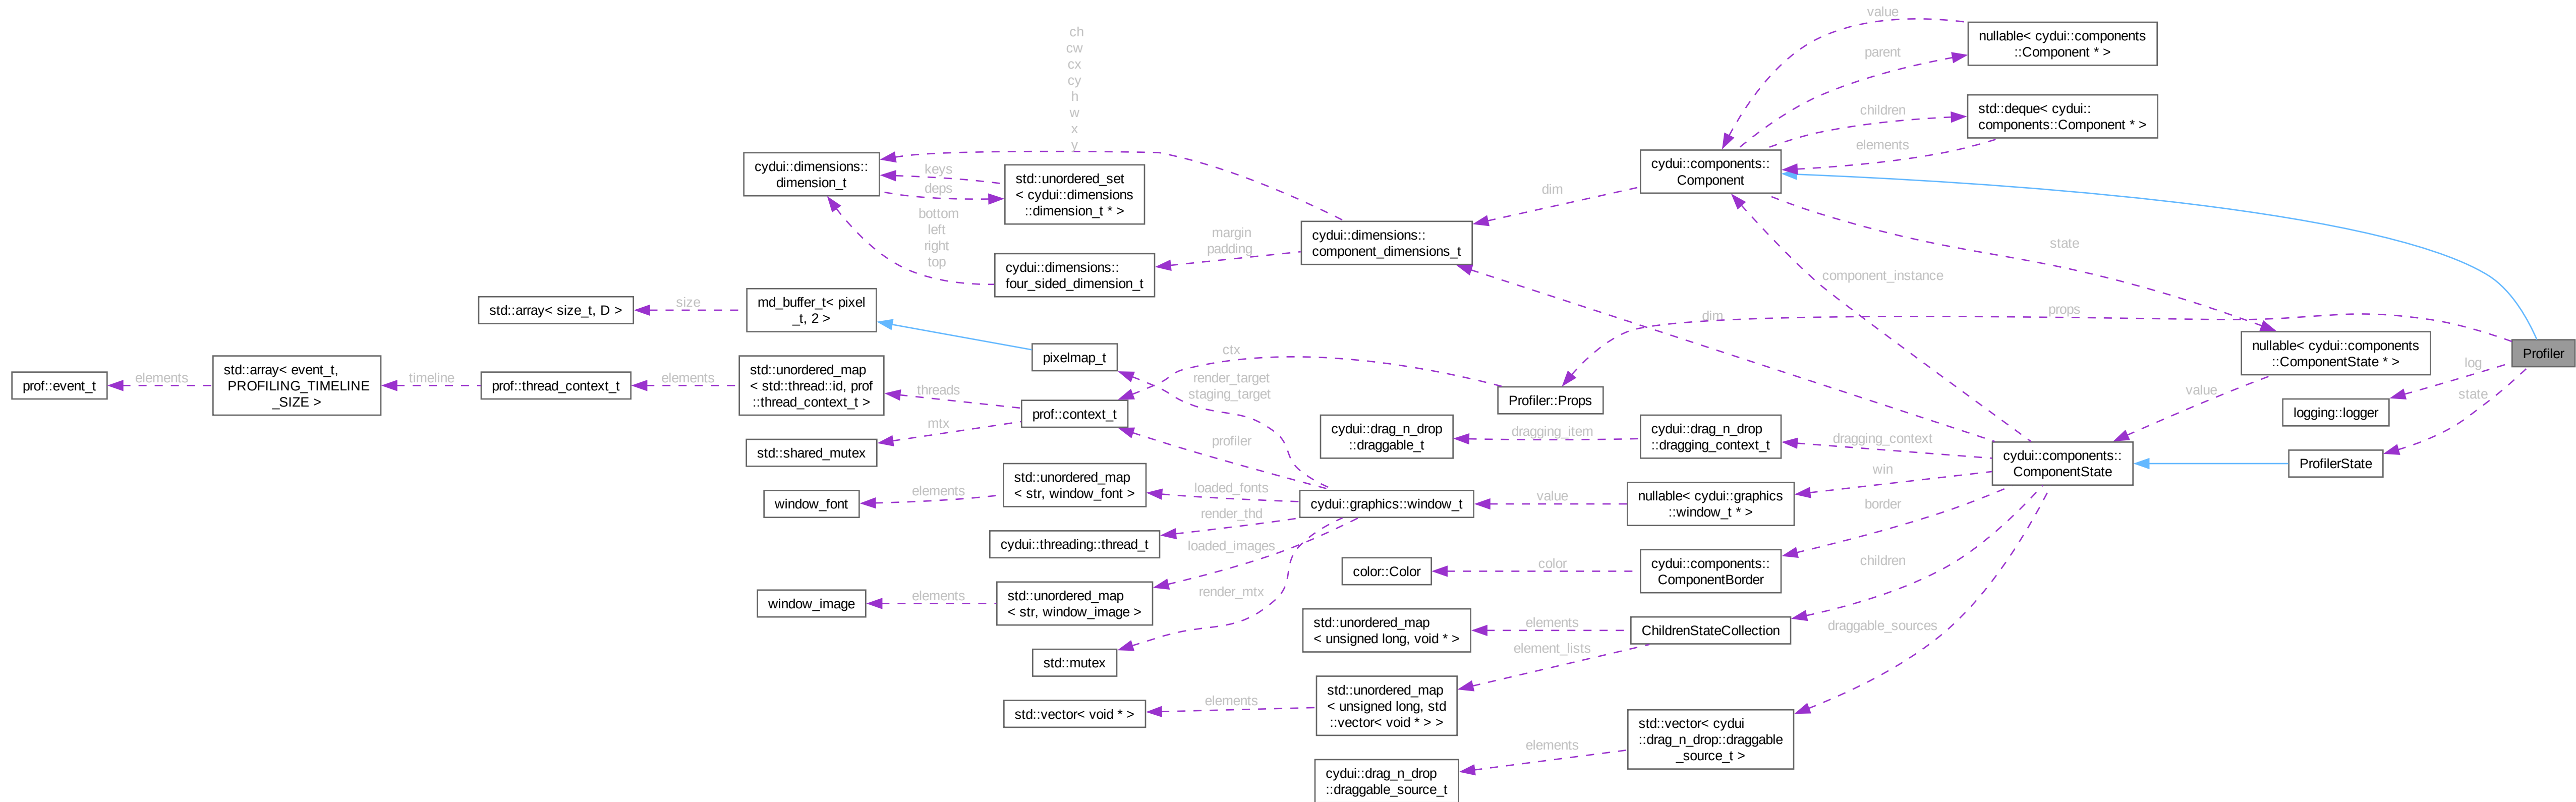 value
nullable< cydui::components
::Component * >
parent
std::deque< cydui::
components::Component * >
children
elements
ch
cw
cx
cy
h
w
x
y
cydui::dimensions::
dimension_t
keys
deps
std::unordered_set
< cydui::dimensions
::dimension_t * >
bottom
left
right
top
cydui::dimensions::
four_sided_dimension_t
margin
padding
cydui::dimensions::
component_dimensions_t
dim
cydui::components::
Component
state
component_instance
dim
props
nullable< cydui::components
::ComponentState * >
Profiler
log
logging::logger
state
value
ProfilerState
std::array< size_t, D >
size
md_buffer_t< pixel
_t, 2 >
pixelmap_t
prof::event_t
elements
std::array< event_t,
PROFILING_TIMELINE
_SIZE >
timeline
prof::thread_context_t
elements
std::unordered_map
< std::thread::id, prof
::thread_context_t >
threads
prof::context_t
ctx
render_target
staging_target
Profiler::Props
mtx
std::shared_mutex
profiler
cydui::drag_n_drop
::draggable_t
dragging_item
cydui::drag_n_drop
::dragging_context_t
dragging_context
cydui::components::
ComponentState
window_font
elements
std::unordered_map
< str, window_font >
loaded_fonts
cydui::graphics::window_t
value
nullable< cydui::graphics
::window_t * >
win
border
render_thd
cydui::threading::thread_t
loaded_images
color::Color
color
cydui::components::
ComponentBorder
children
window_image
elements
std::unordered_map
< str, window_image >
render_mtx
std::unordered_map
< unsigned long, void * >
elements
ChildrenStateCollection
draggable_sources
std::mutex
element_lists
std::vector< void * >
elements
std::unordered_map
< unsigned long, std
::vector< void * > >
std::vector< cydui
::drag_n_drop::draggable
_source_t >
elements
cydui::drag_n_drop
::draggable_source_t